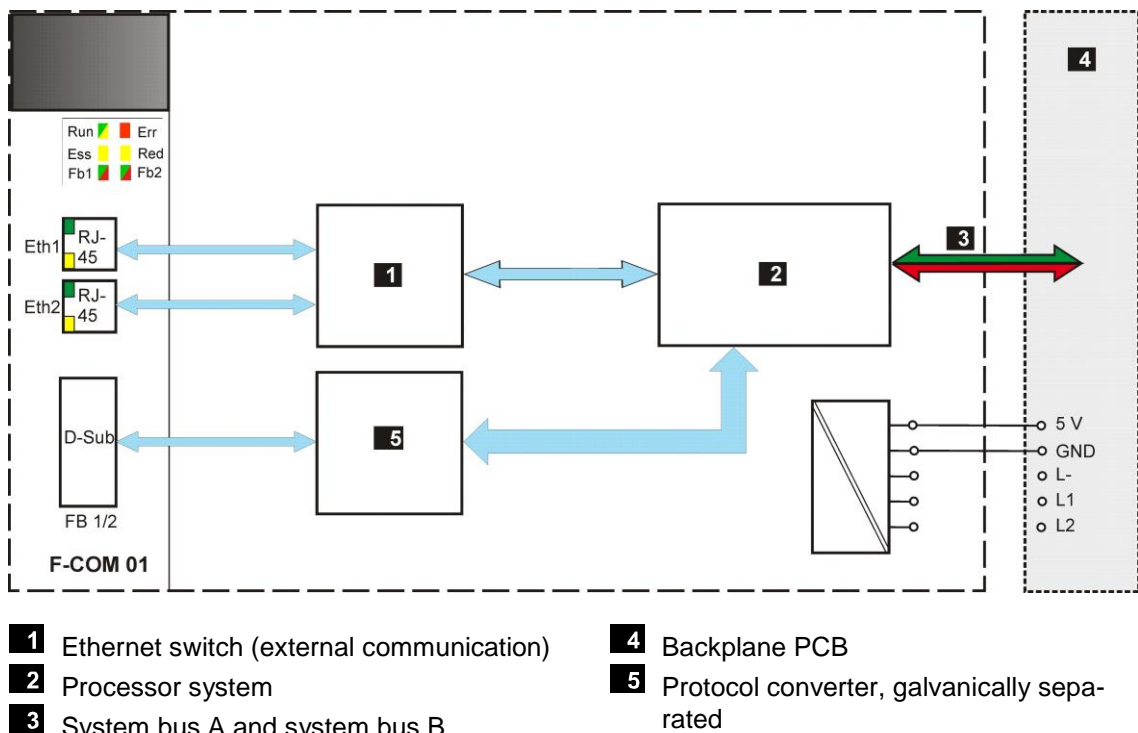 4
Run Err
Ess Red
Fb1 Fb2
3
Eth1 RJ-
45
1
2
Eth2 RJ-
45
D-Sub
5
5 V
GND
L-
L1
L2
FB 1/2
F-COM 01
1 Ethernet switch (external communication)
2 Processor system
3 System bus A and system bus B
4 Backplane PCB
5 Protocol converter, galvanically sepa-
rated